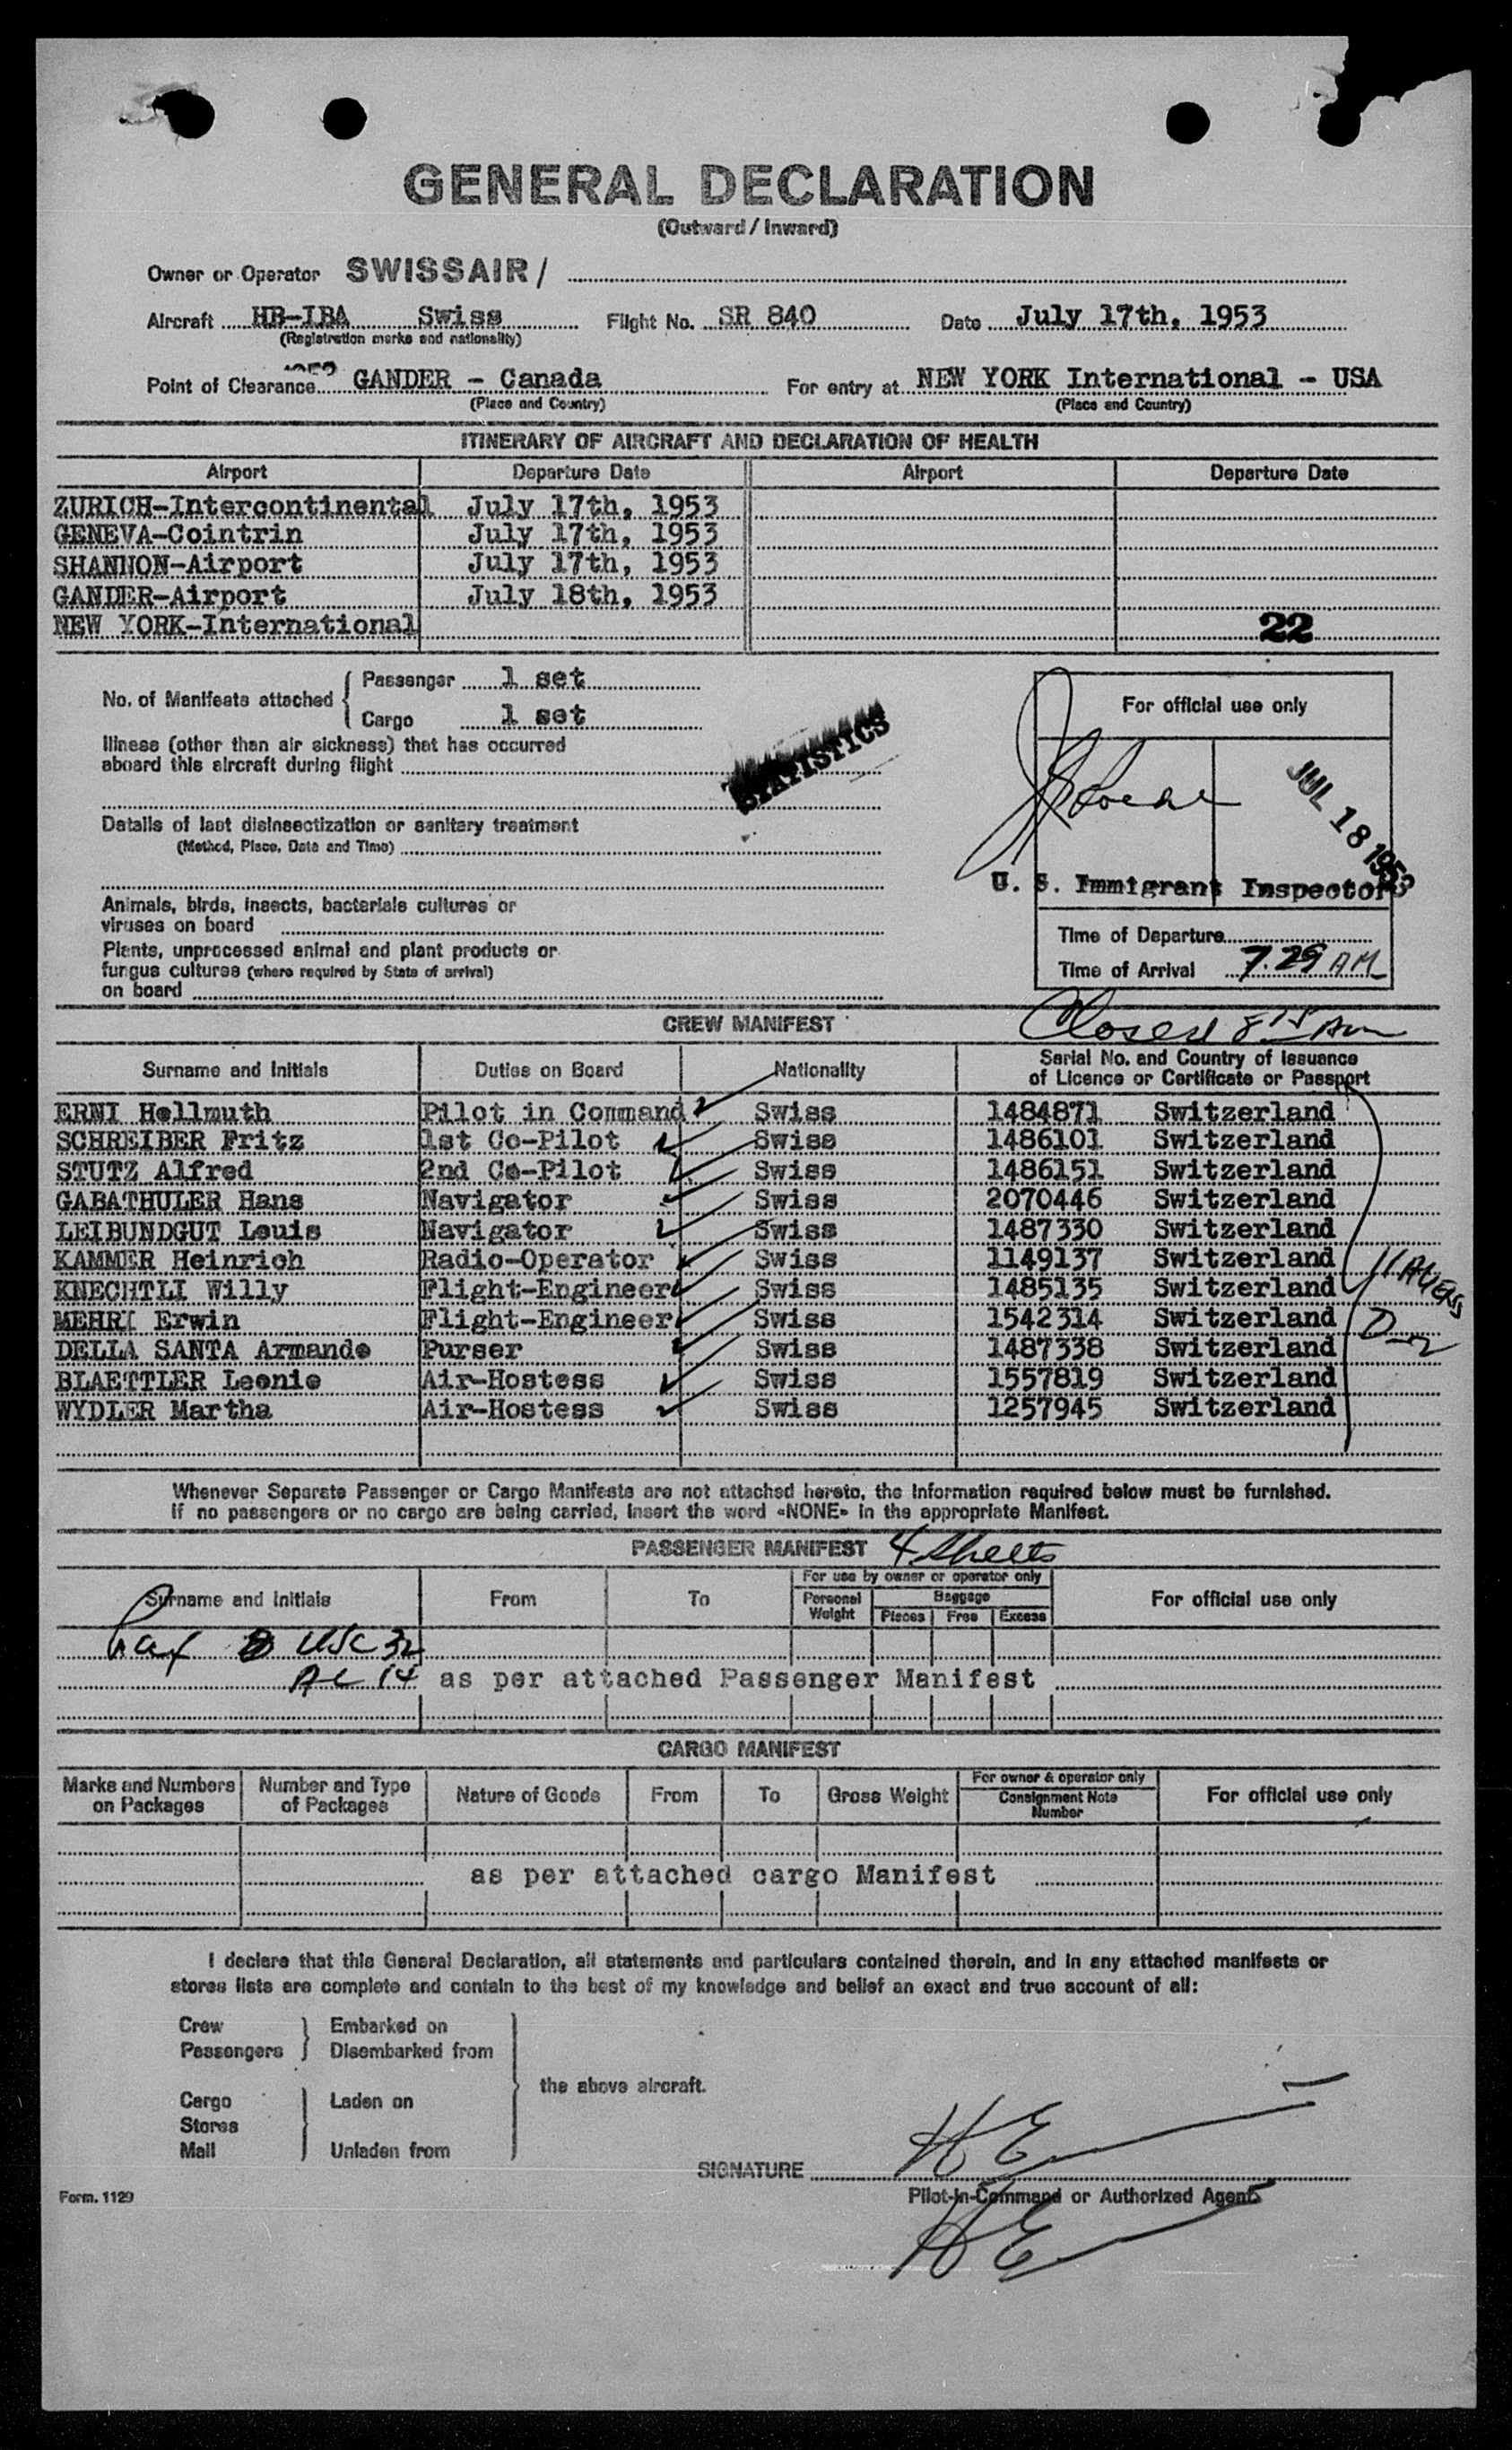 GENERAL DECLARATION
(Outward / Inward)
Owner or Operator SWISSAIR /
Aircraft HB-IBA Swiss Flight No. SR 840 Date July 17th, 1953
(Registration marks and nationality)
Point of Clearance GANDER - Canada For entry at NEW YORK International - USA
(Place and Country) (Place and Country)
ITINERARY OF AIRCRAFT AND DECLARATION OF HEALTH
Airport Departure Date Airport Departure Date
ZURICH-Intercontinental July 17th, 1953
GENEVA-Cointrin July 17th, 1953
SHANNON-Airport July 17th, 1953
GANDER-Airport July 18th, 1953
NEW YORK-International 22
No. of Manifests attached Passenger 1 set
Cargo 1 set
For official use only
Illness (other than air sickness) that has occurred
aboard this aircraft during flight
STATISTICS
Details of last disinsectization or sanitary treatment
(Method, Place, Date and Time)
JUL 18 1953
U. S. Immigrant Inspector
Animals, birds, insects, bacteriale cultures or
viruses on board
Plants, unprocessed animal and plant products or
fungus cultures (where required by State of arrival)
on board
Time of Departure
Time of Arrival 7.29 AM
Closed 8 15 Am
CREW MANIFEST
Surname and Initials Duties on Board Nationality Serial No. and Country of Issuance
of Licence or Certificate or Passport
ERNI Hellmuth Pilot in Command Swiss 1484871 Switzerland
SCHREIBER Fritz 1st Co-Pilot Swiss 1486101 Switzerland
STUTZ Alfred 2nd Co-Pilot Swiss 1486151 Switzerland
GABATHULER Hans Navigator Swiss 2070446 Switzerland
LEIBUNDGUT Louis Navigator Swiss 1487330 Switzerland
KAMMER Heinrich Radio-Operator Swiss 1149137 Switzerland
KNECHTLI Willy Flight-Engineer Swiss 1485135 Switzerland
MEHRI Erwin Flight-Engineer Swiss 1542314 Switzerland
DELLA SANTA Armando Purser Swiss 1487338 Switzerland
BLAETTLER Leonie Air-Hostess Swiss 1557819 Switzerland
WYDLER Martha Air-Hostess Swiss 1257945 Switzerland
11 ALIENS
D-2
Whenever Separate Passenger or Cargo Manifests are not attached hereto, the information required below must be furnished.
If no passengers or no cargo are being carried, insert the word «NONE» in the appropriate Manifest.
PASSENGER MANIFEST 4 sheets
Surname and Initials From To For use by owner or operator only For official use only
Personal Weight Baggage
Pieces Free Excess
USC 32
AL 14 as per attached Passenger Manifest
CARGO MANIFEST
Marks and Numbers on Packages Number and Type of Packages Nature of Goods From To Gross Weight For owner & operator only Consignment Note Number For official use only
as per attached cargo Manifest
I declare that this General Declaration, all statements and particulars contained therein, and in any attached manifests or
stores lists are complete and contain to the best of my knowledge and belief an exact and true account of all:
Crew Embarked on
Passengers Disembarked from
the above aircraft.
Cargo Laden on
Stores
Mail Unladen from
SIGNATURE HE
Pilot-in-Command or Authorized Agent
HE
Form. 1129